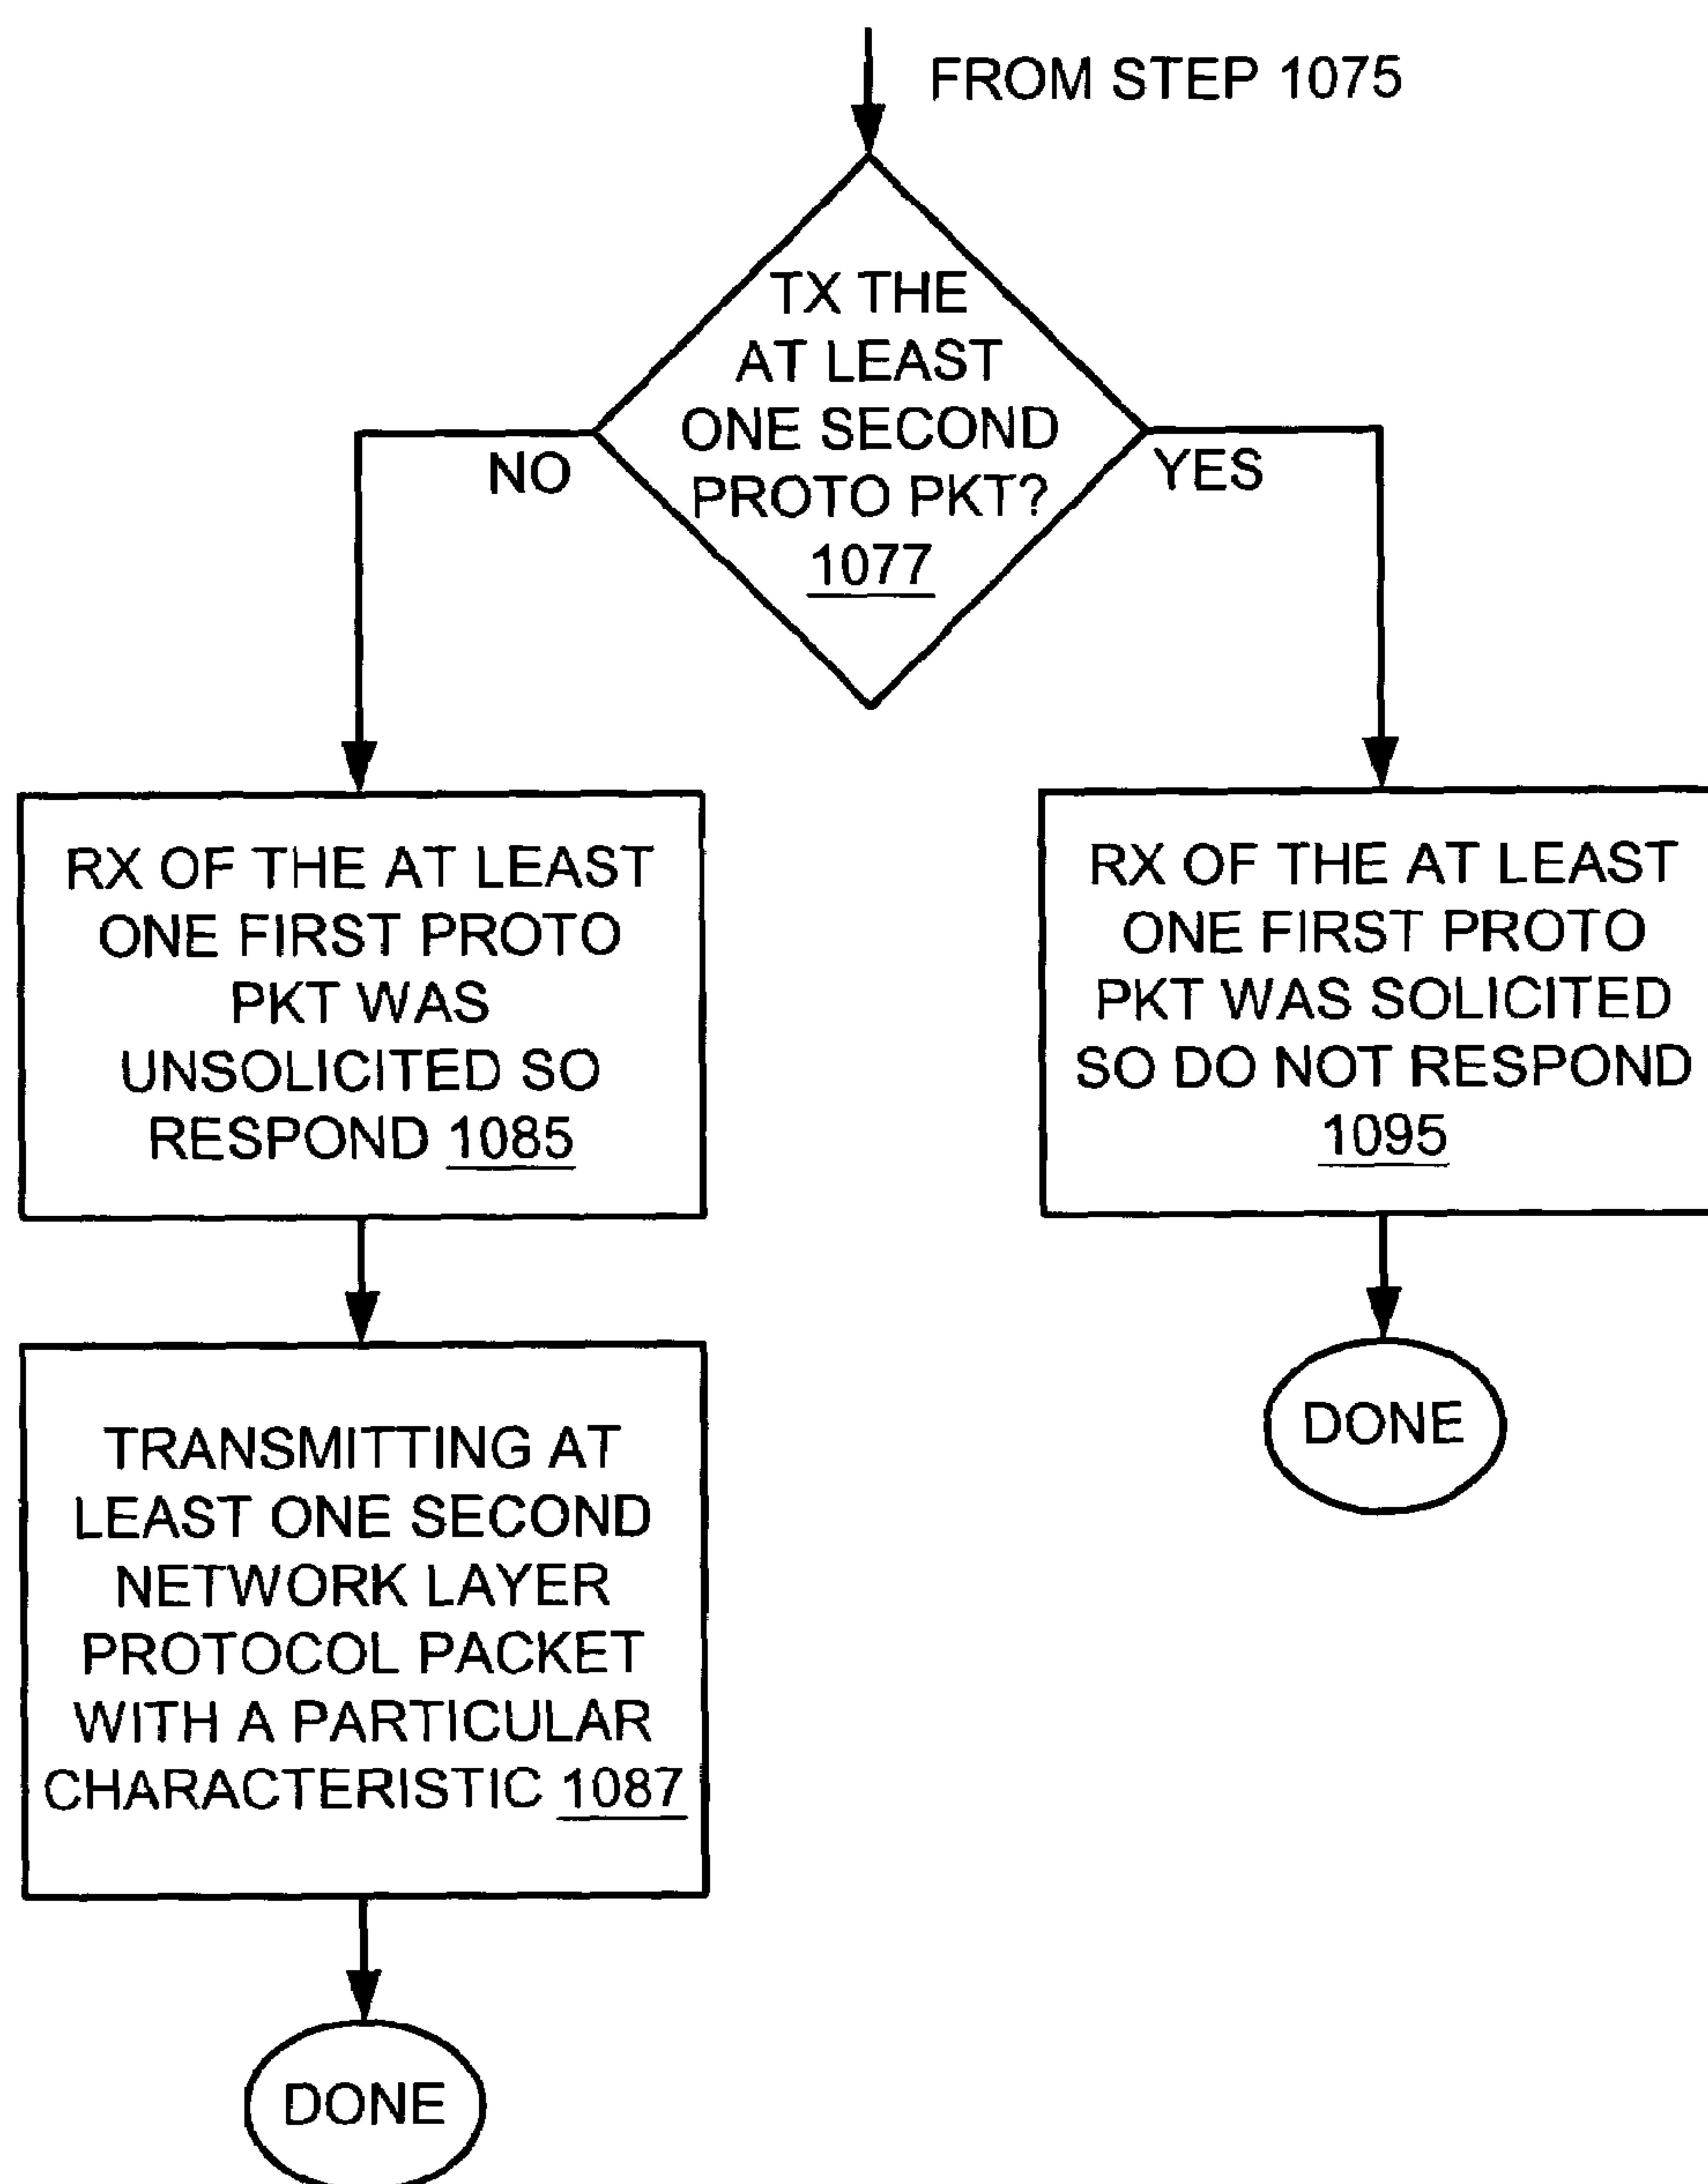 FROM STEP 1075
TX THE
AT LEAST
ONE SECOND
PROTO PKT?
1077
NO
YES
RX OF THE AT LEAST
ONE FIRST PROTO
PKT WAS
UNSOLICITED SO
RESPOND 1085
RX OF THE AT LEAST
ONE FIRST PROTO
PKT WAS SOLICITED
SO DO NOT RESPOND
1095
TRANSMITTING AT
LEAST ONE SECOND
NETWORK LAYER
PROTOCOL PACKET
WITH A PARTICULAR
CHARACTERISTIC 1087
DONE
DONE